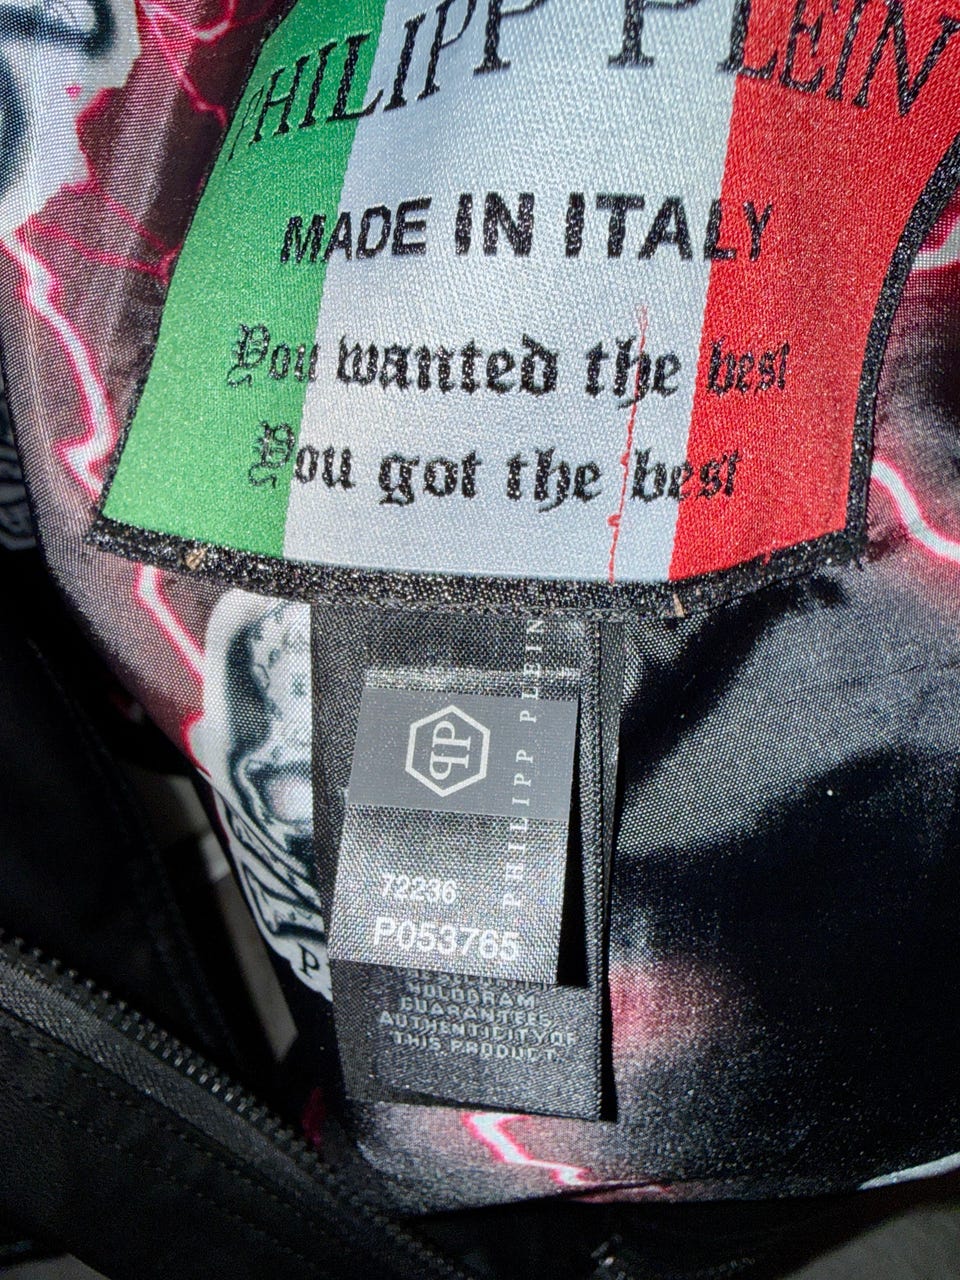 PHILIPP PLEIN
MADE IN ITALY
You wanted the best
You got the best
PHILIPP PLEIN
72236
P053765
HOLOGRAM
GUARANTEES
AUTHENTICITY OF
THIS PRODUCT.
P